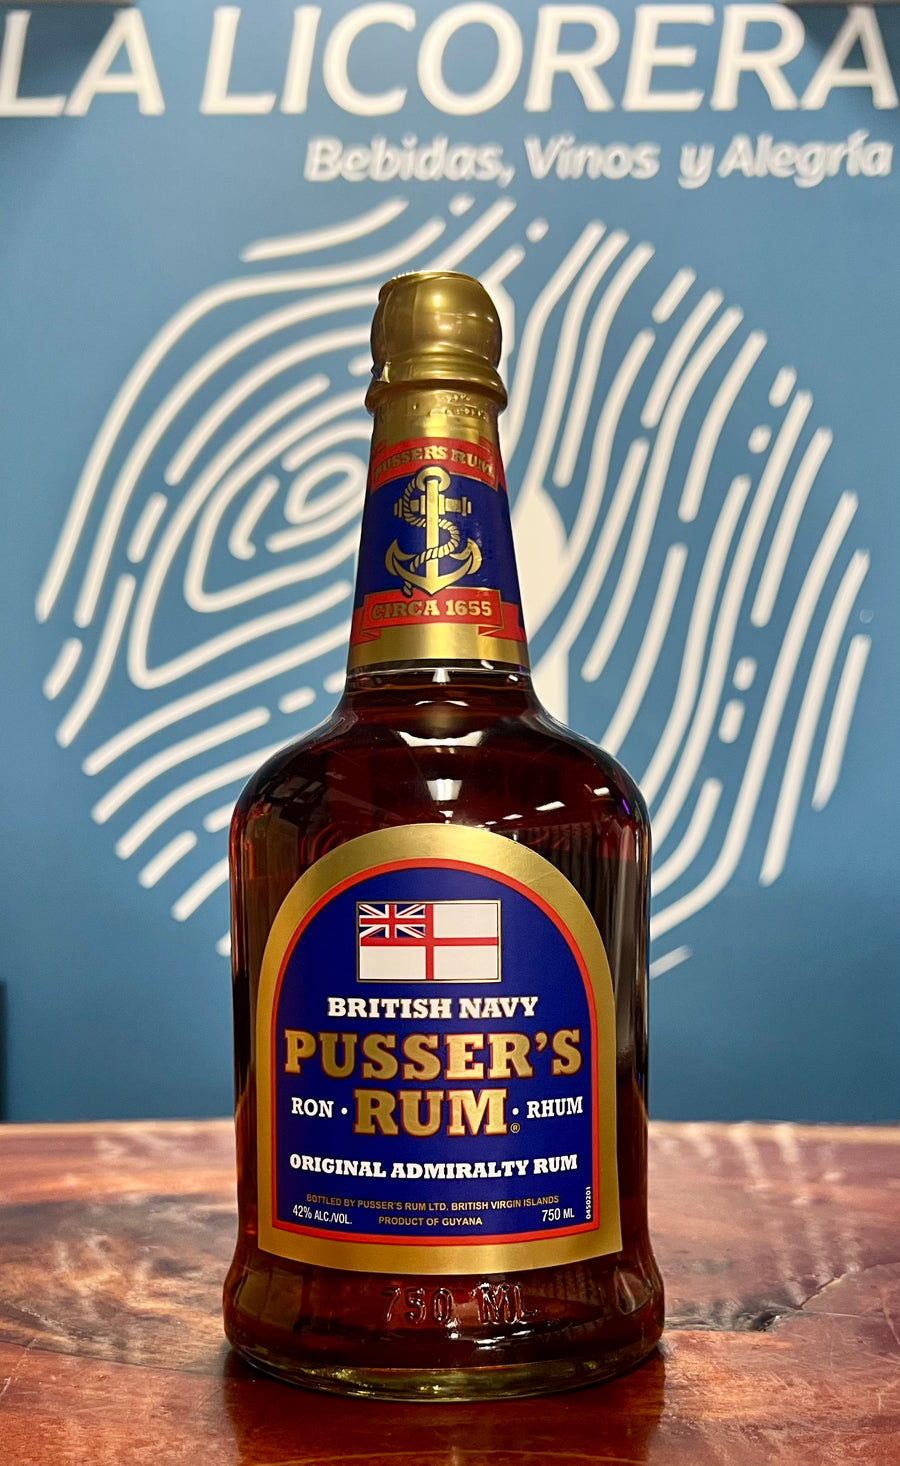 LA LICORERA
Bebidas, Vinos y Alegría
PUSSERS RUM
CIRCA 1655
BRITISH NAVY
PUSSER'S
RON · RUM® · RHUM
ORIGINAL ADMIRALTY RUM
BOTTLED BY PUSSER'S RUM LTD. BRITISH VIRGIN ISLANDS
42% ALC./VOL. PRODUCT OF GUYANA 750 ML
0450201
750 ML